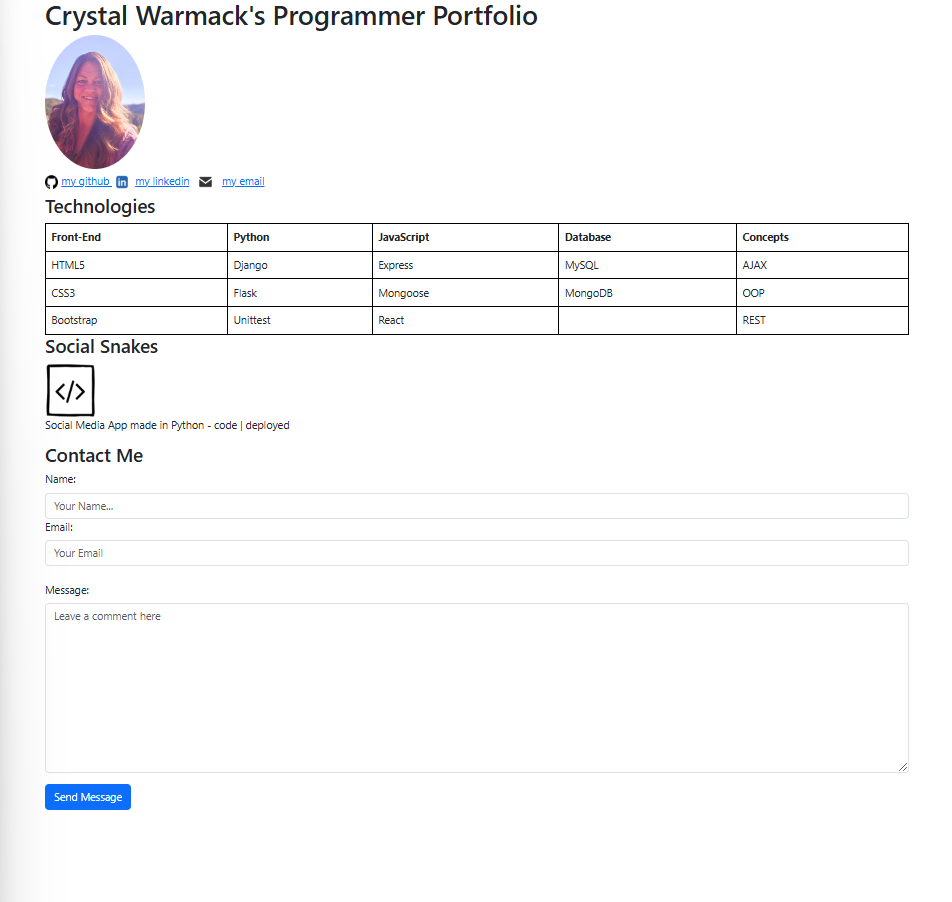 Crystal Warmack's Programmer Portfolio
my github in my linkedin my email
Technologies
Front-End Python JavaScript Database Concepts
HTML5 Django Express MySQL AJAX
CSS3 Flask Mongoose MongoDB OOP
Bootstrap Unittest React REST
Social Snakes
</>
Social Media App made in Python - code | deployed
Contact Me
Name:
Your Name...
Email:
Your Email
Message:
Leave a comment here
Send Message